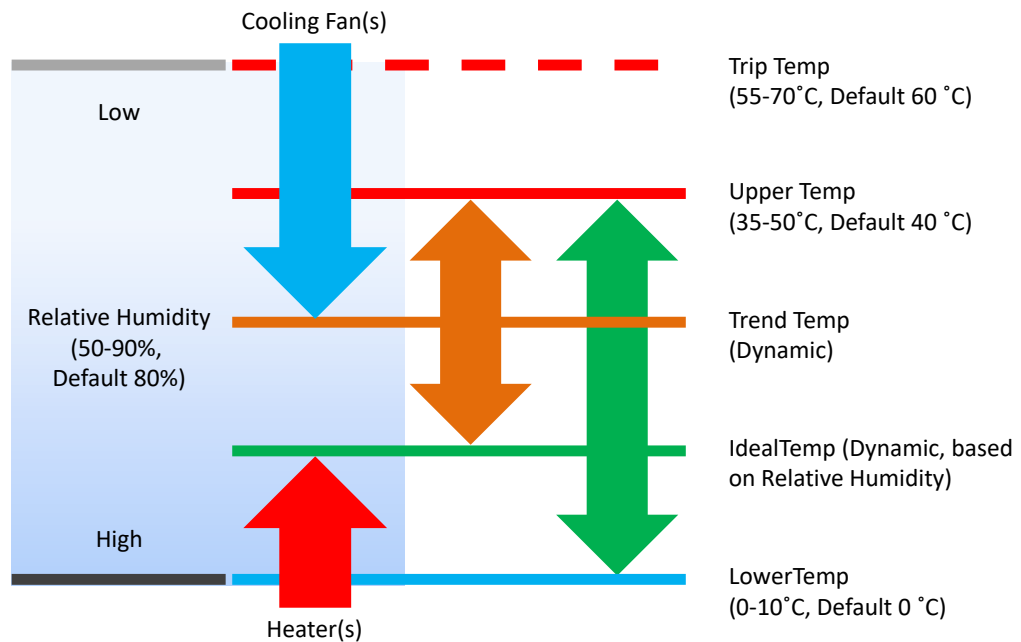 Cooling Fan(s)
Low
Trip Temp
(55-70˚C, Default 60 ˚C)
Upper Temp
(35-50˚C, Default 40 ˚C)
Relative Humidity
(50-90%,
Default 80%)
Trend Temp
(Dynamic)
IdealTemp (Dynamic, based
on Relative Humidity)
High
LowerTemp
(0-10˚C, Default 0 ˚C)
Heater(s)